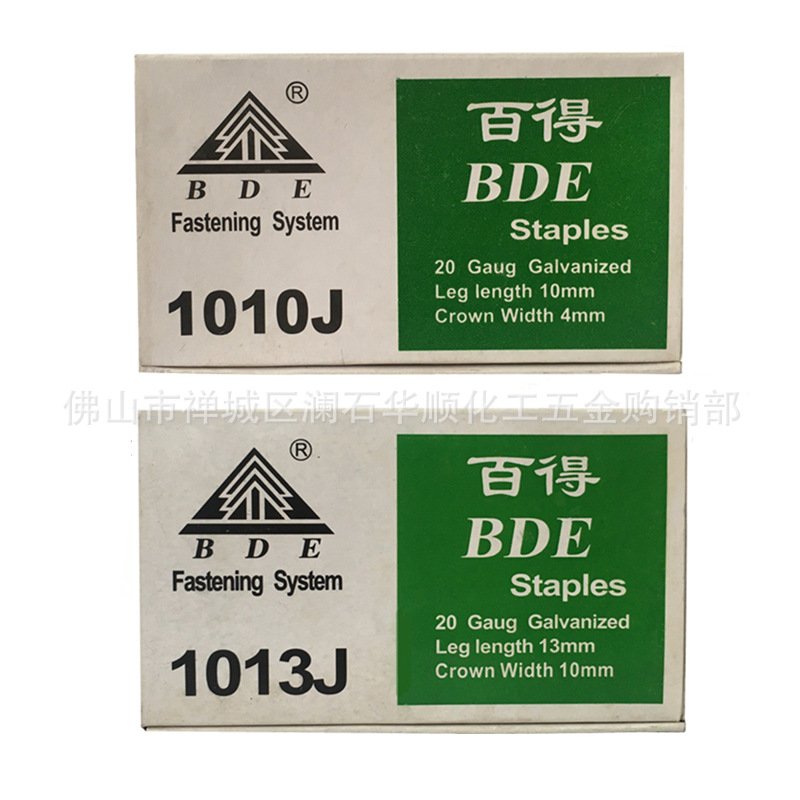 ®
B D E
Fastening System
1010J
百得
BDE
Staples
20 Gaug Galvanized
Leg length 10mm
Crown Width 4mm
佛山市禅城区澜石华顺化工五金购销部
®
B D E
Fastening System
1013J
百得
BDE
Staples
20 Gaug Galvanized
Leg length 13mm
Crown Width 10mm